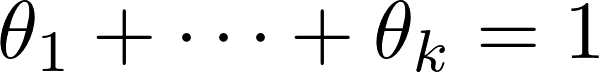 θ₁ + ⋯ + θₖ = 1